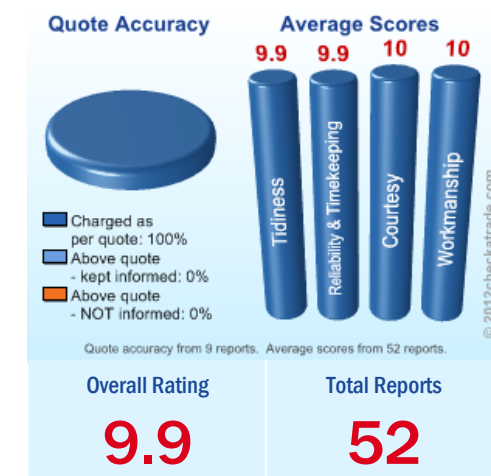 Quote Accuracy
Charged as
per quote: 100%
Above quote
- kept informed: 0%
Above quote
- NOT informed: 0%
Average Scores
9.9 9.9 10 10
Tidiness
Reliability & Timekeeping
Courtesy
Workmanship
© 2012checkatrade.com
Quote accuracy from 9 reports. Average scores from 52 reports.
Overall Rating
9.9
Total Reports
52